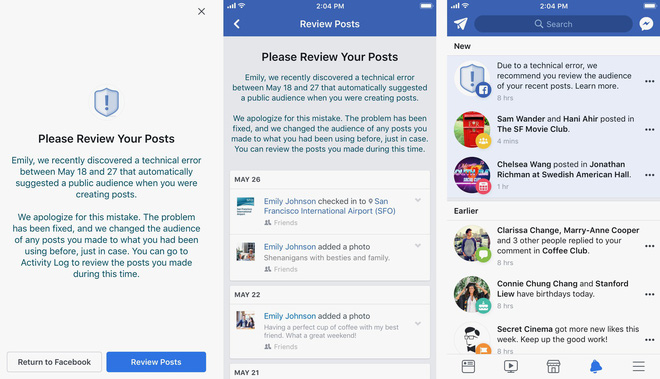 Please Review Your Posts
Emily, we recently discovered a technical error
between May 18 and 27 that automatically
suggested a public audience when you were
creating posts.
We apologize for this mistake. The problem
has been fixed, and we changed the audience
of any posts you made to what you had been
using before, just in case. You can go to
Activity Log to review the posts you made
during this time.
Return to Facebook
Review Posts
2:04 PM
Review Posts
Please Review Your Posts
Emily, we recently discovered a technical error
between May 18 and 27 that automatically suggested
a public audience when you were creating posts.
We apologize for this mistake. The problem has been
fixed, and we changed the audience of any posts you
made to what you had been using before, just in case.
You can review the posts you made during this time.
MAY 26
Emily Johnson checked in to San
Francisco International Airport (SFO)
Friends
Emily Johnson added a photo
Shenanigans with besties and family.
Friends
MAY 22
Emily Johnson added a photo
Having a perfect cup of coffee with my best
friend. What a great weekend!
Friends
MAY 21
2:04 PM
Search
New
Due to a technical error, we
recommend you review the audience
of your recent posts. Learn more.
8 hrs
Sam Wander and Hani Ahir posted in
The SF Movie Club.
4 mins
Chelsea Wang posted in Jonathan
Richman at Swedish American Hall.
1 hr
Earlier
Clarissa Change, Marry-Anne Cooper
and 3 other people replied to your
comment in Coffee Club.
8 hrs
Connie Chung Chang and Stanford
Liew have birthdays today.
8 hrs
Secret Cinema got more new likes this
week. Keep up the good work!
8 hrs